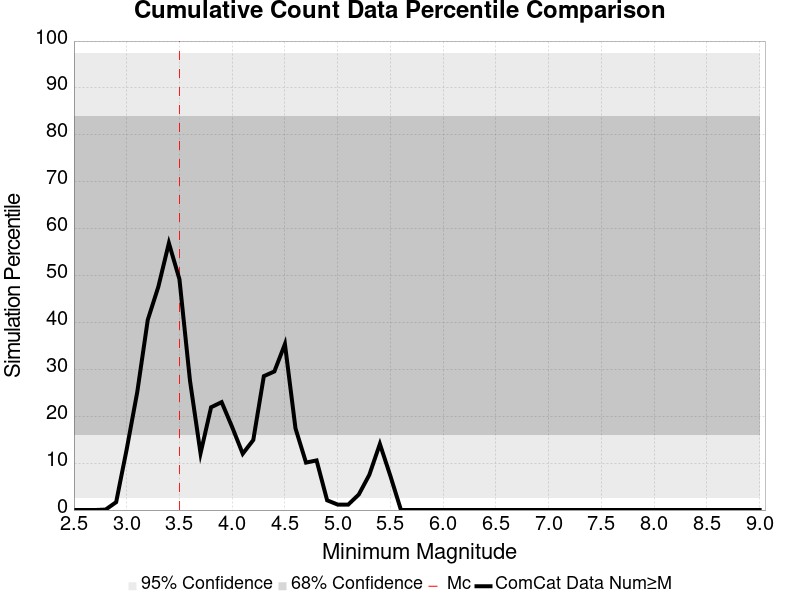 Cumulative Count Data Percentile Comparison
100
90
80
70
60
50
40
30
20
10
0
Simulation Percentile
2.5 3.0 3.5 4.0 4.5 5.0 5.5 6.0 6.5 7.0 7.5 8.0 8.5 9.0
Minimum Magnitude
95% Confidence 68% Confidence Mc ComCat Data Num≥M